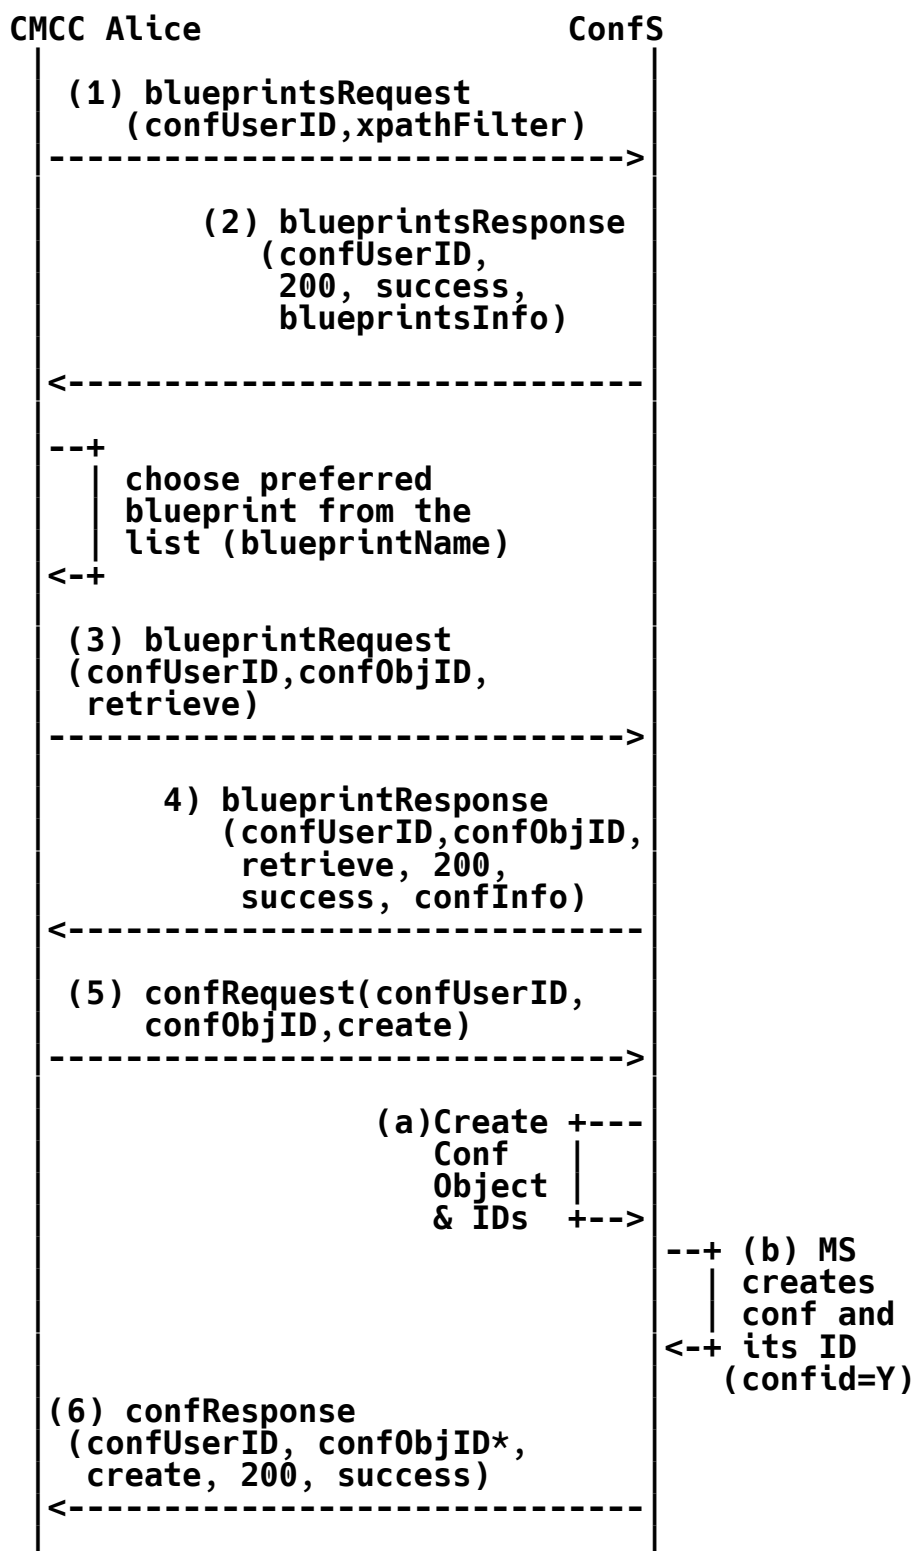 CMCC Alice ConfS
(1) blueprintsRequest
(confUserID,xpathFilter)
(2) blueprintsResponse
(confUserID,
200, success,
blueprintsInfo)
choose preferred
blueprint from the
list (blueprintName)
(3) blueprintRequest
(confUserID,confObjID,
retrieve)
4) blueprintResponse
(confUserID,confObjID,
retrieve, 200,
success, confInfo)
(5) confRequest(confUserID,
confObjID,create)
(a)Create
Conf
Object
& IDs
(b) MS
creates
conf and
its ID
(confid=Y)
(6) confResponse
(confUserID, confObjID*,
create, 200, success)